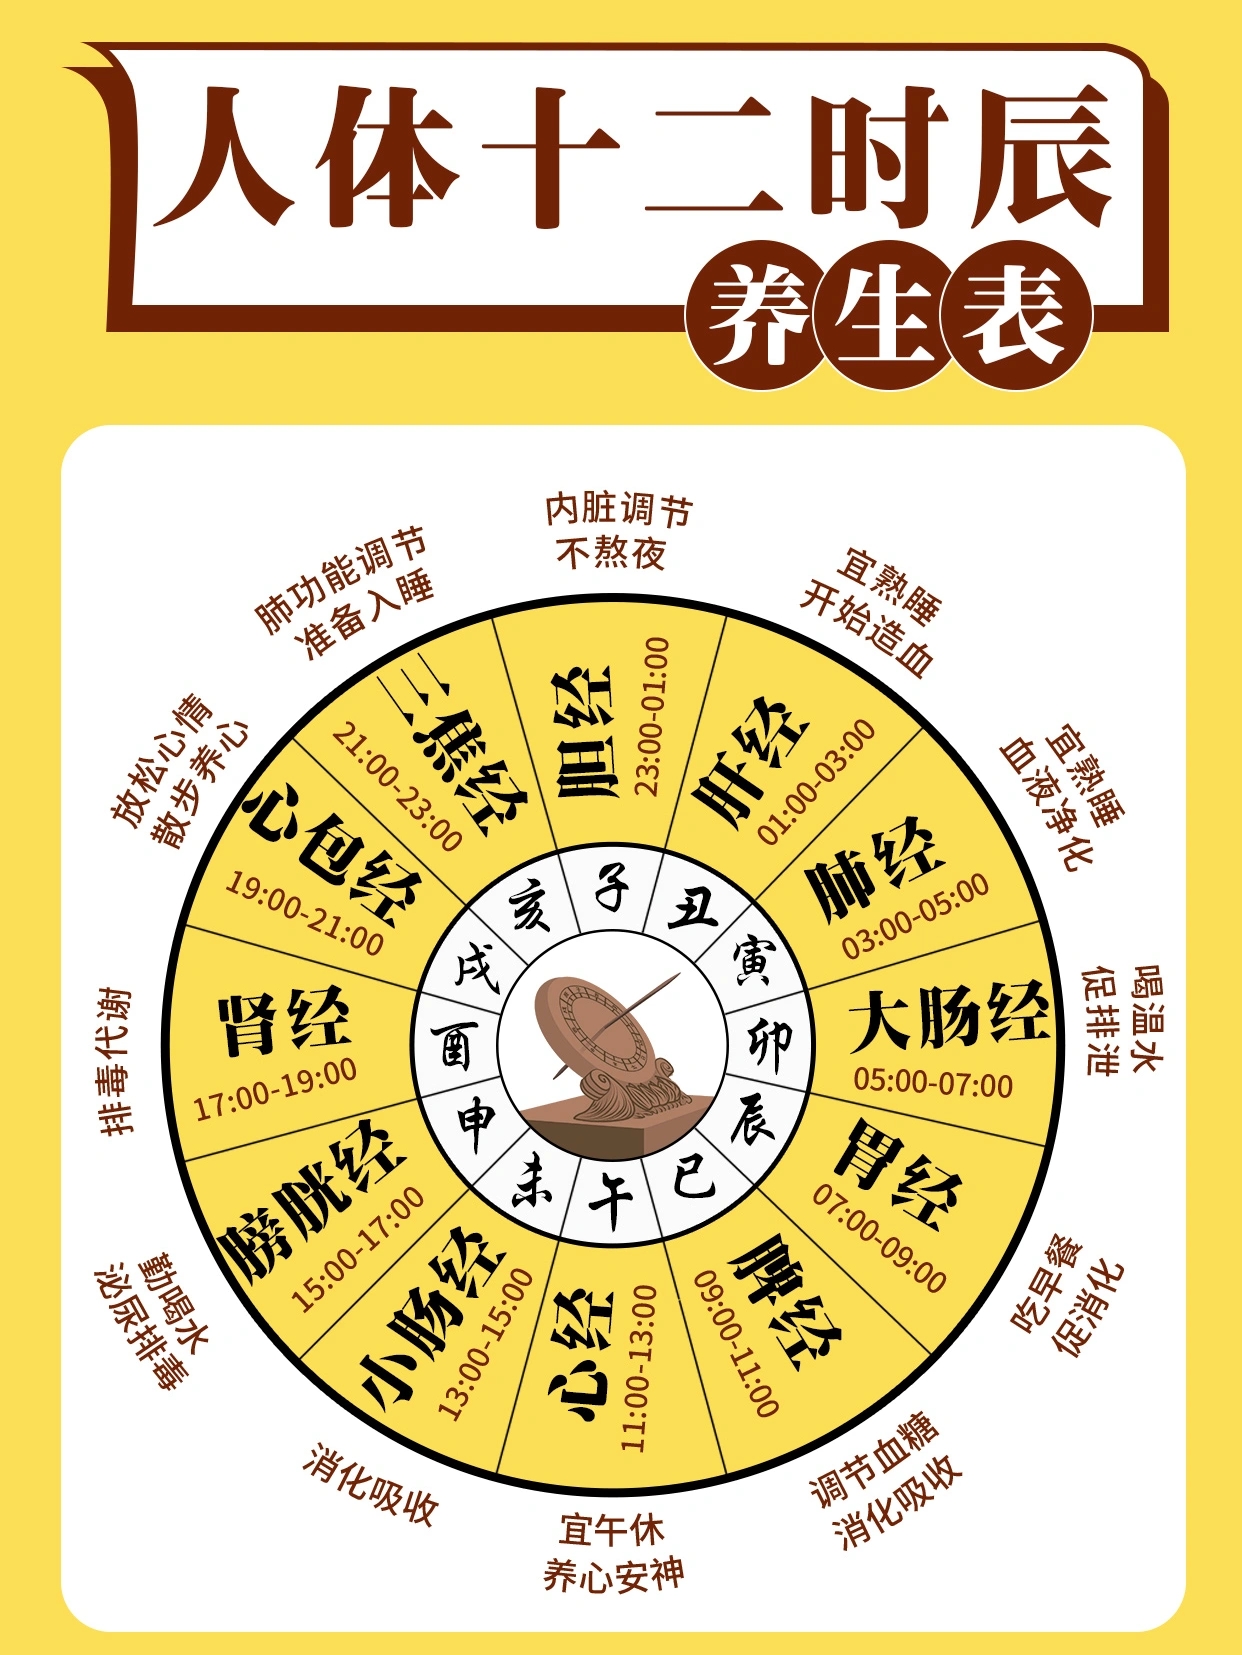 人体十二时辰
养生表
内脏调节
不熬夜
胆经
23:00-01:00
子
宜熟睡
开始造血
肝经
01:00-03:00
丑
宜熟睡
血液净化
肺经
03:00-05:00
寅
喝温水
促排泄
大肠经
05:00-07:00
卯
吃早餐
促消化
胃经
07:00-09:00
辰
调节血糖
消化吸收
脾经
09:00-11:00
巳
宜午休
养心安神
心经
11:00-13:00
午
消化吸收
小肠经
13:00-15:00
未
勤喝水
泌尿排毒
膀胱经
15:00-17:00
申
排毒代谢
肾经
17:00-19:00
酉
放松心情
散步养心
心包经
19:00-21:00
戌
肺功能调节
准备入睡
三焦经
21:00-23:00
亥